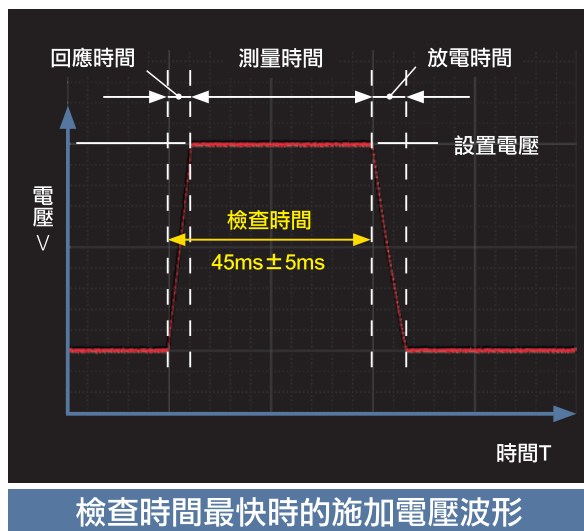 回應時間
測量時間
放電時間
設置電壓
電壓V
檢查時間
45ms±5ms
時間T
檢查時間最快時的施加電壓波形